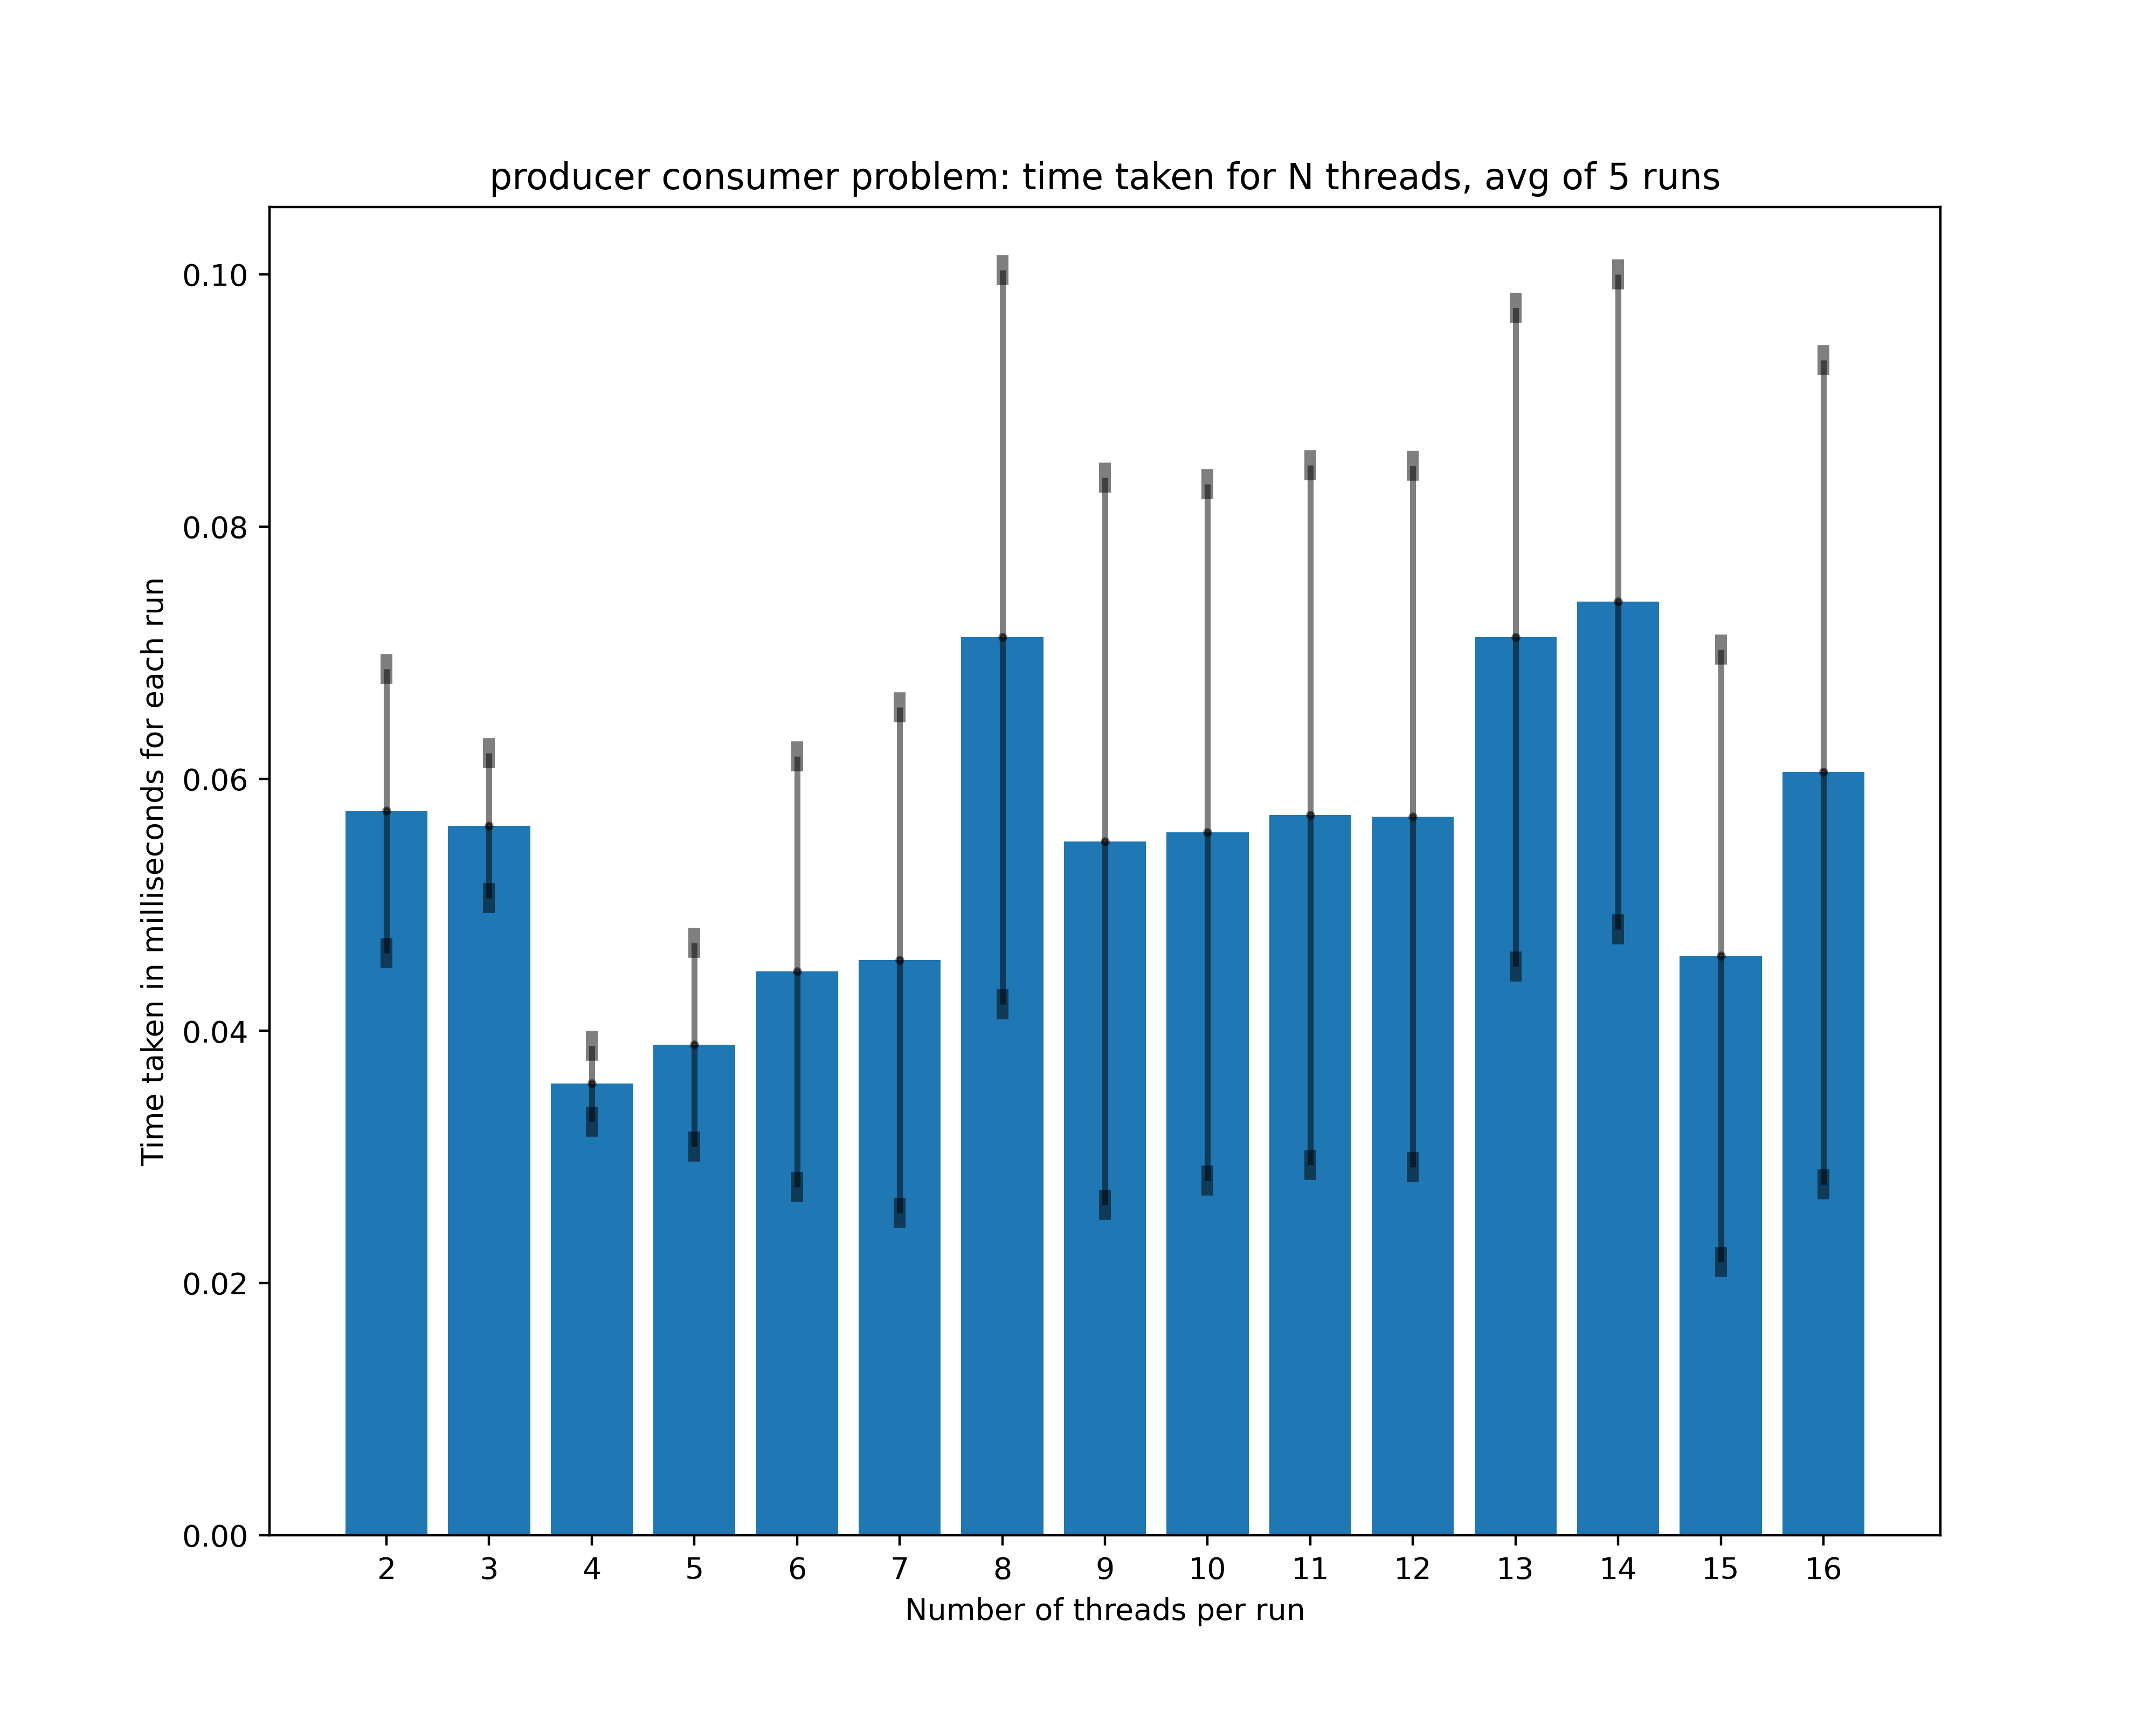 producer consumer problem: time taken for N threads, avg of 5 runs
Time taken in milliseconds for each run
0.10
0.08
0.06
0.04
0.02
0.00
2 3 4 5 6 7 8 9 10 11 12 13 14 15 16
Number of threads per run